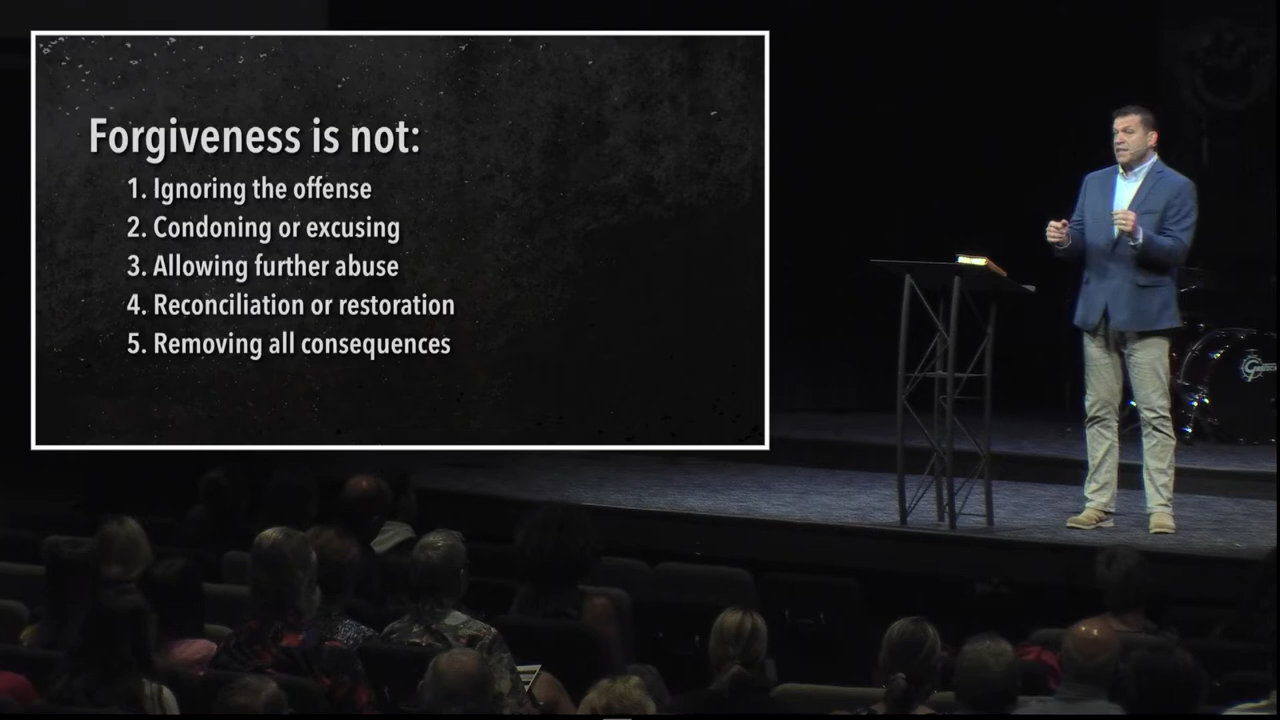 Forgiveness is not:
1. Ignoring the offense
2. Condoning or excusing
3. Allowing further abuse
4. Reconciliation or restoration
5. Removing all consequences